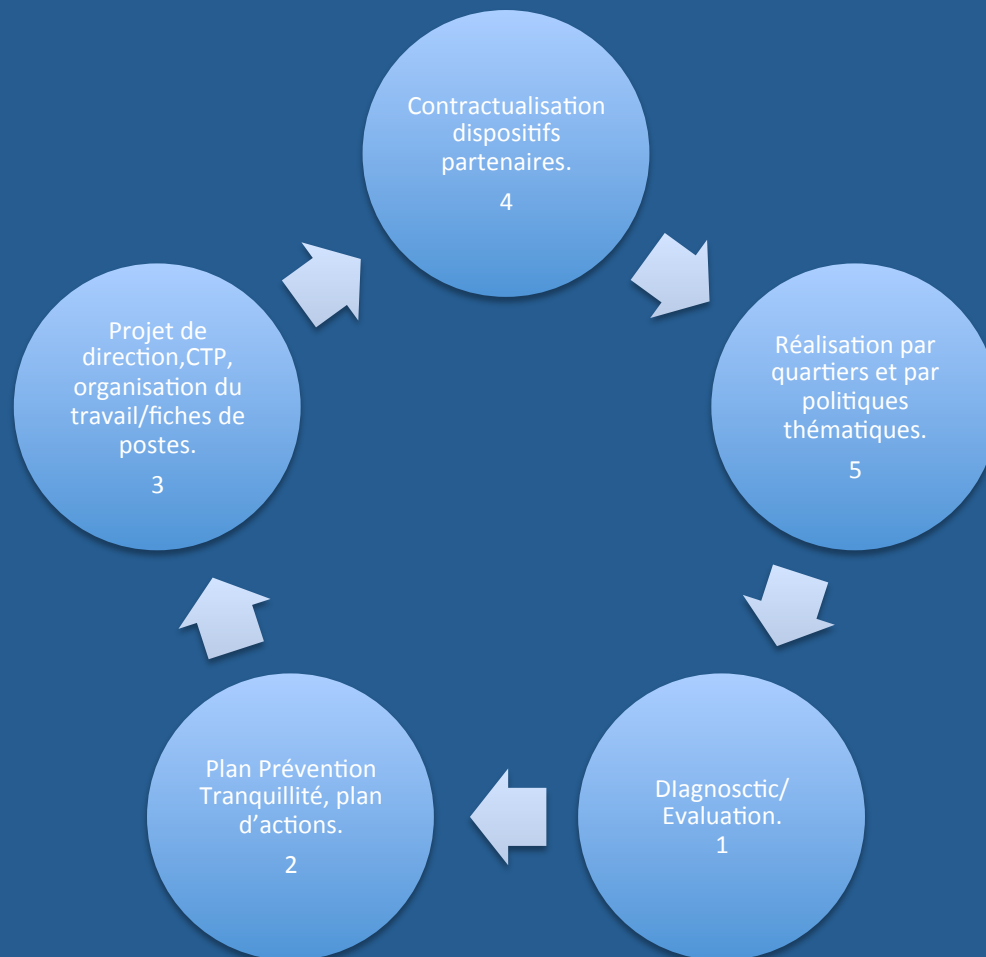 Contractualisation
dispositifs
partenaires.
4
Projet de
direction,CTP,
organisation du
travail/fiches de
postes.
3
Réalisation par
quartiers et par
politiques
thématiques.
5
Plan Prévention
Tranquillité, plan
d’actions.
2
DIagnosctic/
Evaluation.
1